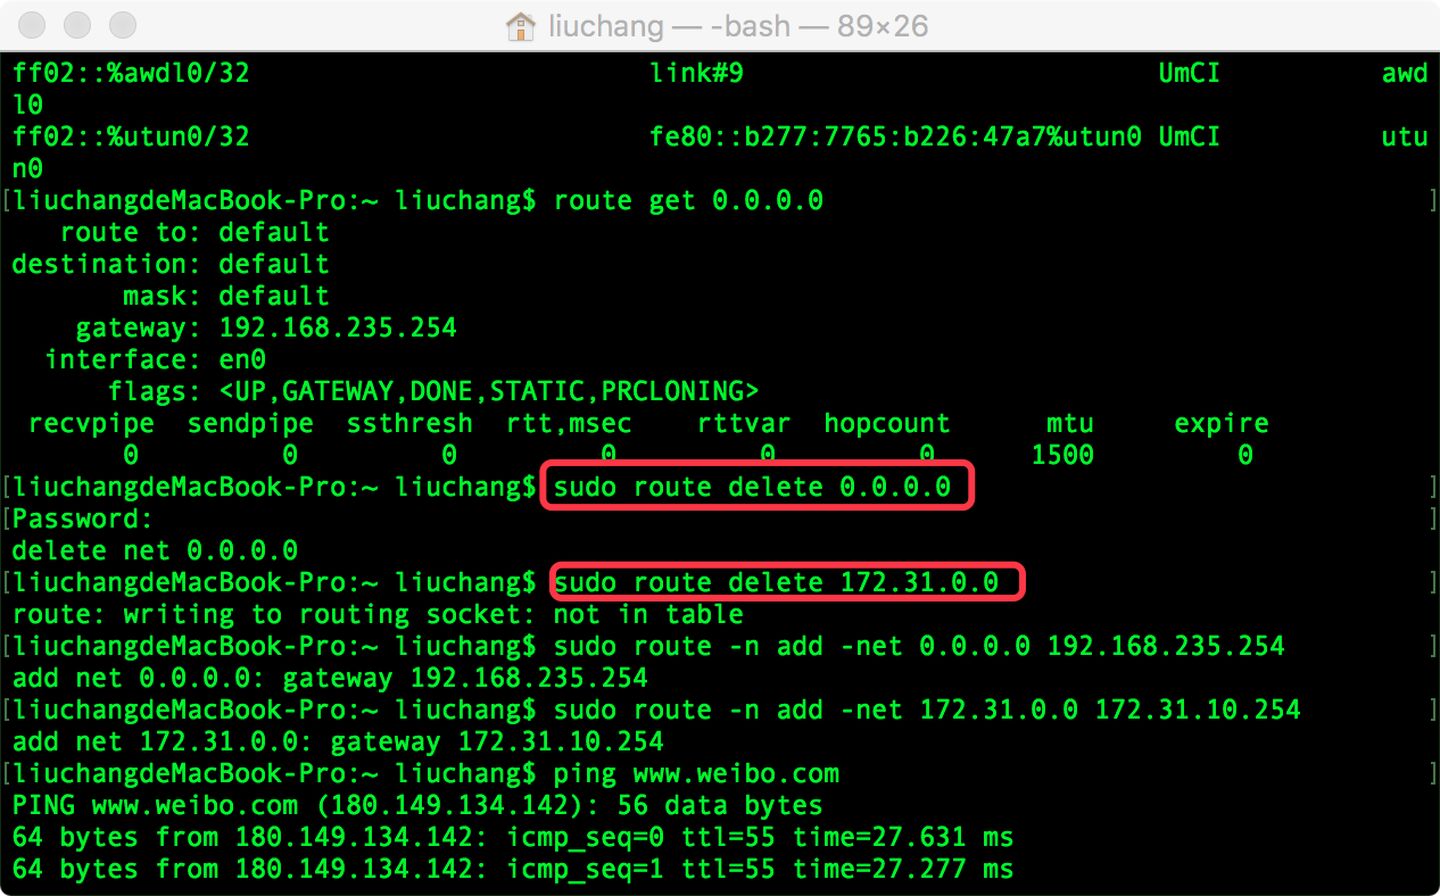 liuchang — -bash — 89×26
ff02::%awdl0/32 link#9 UmCI awd
l0
ff02::%utun0/32 fe80::b277:7765:b226:47a7%utun0 UmCI utu
n0
[liuchangdeMacBook-Pro:~ liuchang$ route get 0.0.0.0 ]
route to: default
destination: default
mask: default
gateway: 192.168.235.254
interface: en0
flags: <UP,GATEWAY,DONE,STATIC,PRCLONING>
recvpipe sendpipe ssthresh rtt,msec rttvar hopcount mtu expire
0 0 0 0 0 0 1500 0
[liuchangdeMacBook-Pro:~ liuchang$ sudo route delete 0.0.0.0 ]
[Password: ]
delete net 0.0.0.0
[liuchangdeMacBook-Pro:~ liuchang$ sudo route delete 172.31.0.0 ]
route: writing to routing socket: not in table
[liuchangdeMacBook-Pro:~ liuchang$ sudo route -n add -net 0.0.0.0 192.168.235.254 ]
add net 0.0.0.0: gateway 192.168.235.254
[liuchangdeMacBook-Pro:~ liuchang$ sudo route -n add -net 172.31.0.0 172.31.10.254 ]
add net 172.31.0.0: gateway 172.31.10.254
[liuchangdeMacBook-Pro:~ liuchang$ ping www.weibo.com ]
PING www.weibo.com (180.149.134.142): 56 data bytes
64 bytes from 180.149.134.142: icmp_seq=0 ttl=55 time=27.631 ms
64 bytes from 180.149.134.142: icmp_seq=1 ttl=55 time=27.277 ms